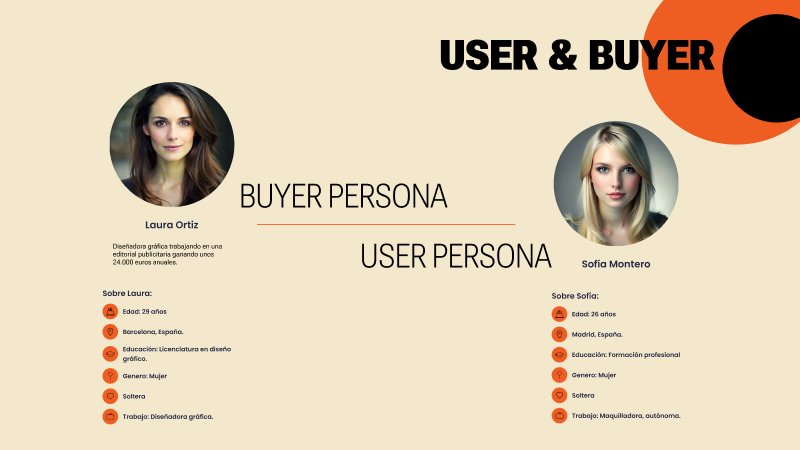 USER & BUYER
BUYER PERSONA
USER PERSONA
Laura Ortiz
Diseñadora gráfica trabajando en una
editorial publicitaria ganando unos
24.000 euros anuales.
Sobre Laura:
Edad: 29 años
Barcelona, España.
Educación: Licenciatura en diseño
gráfico.
Genero: Mujer
Soltera
Trabajo: Diseñadora gráfica.
Sofía Montero
Sobre Sofía:
Edad: 26 años
Madrid, España.
Educación: Formación profesional
Genero: Mujer
Soltera
Trabajo: Maquilladora, autónoma.